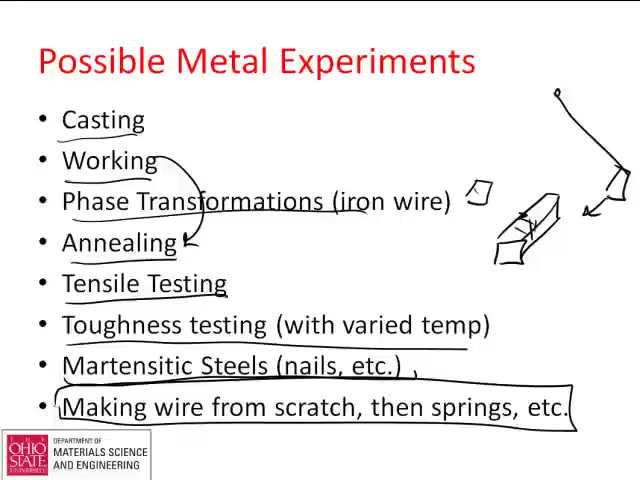 Possible Metal Experiments
• Casting
• Working
• Phase Transformations (iron wire)
• Annealing
• Tensile Testing
• Toughness testing (with varied temp)
• Martensitic Steels (nails, etc.)
• Making wire from scratch, then springs, etc.
THE
OHIO
STATE
UNIVERSITY
DEPARTMENT OF
MATERIALS SCIENCE
AND ENGINEERING